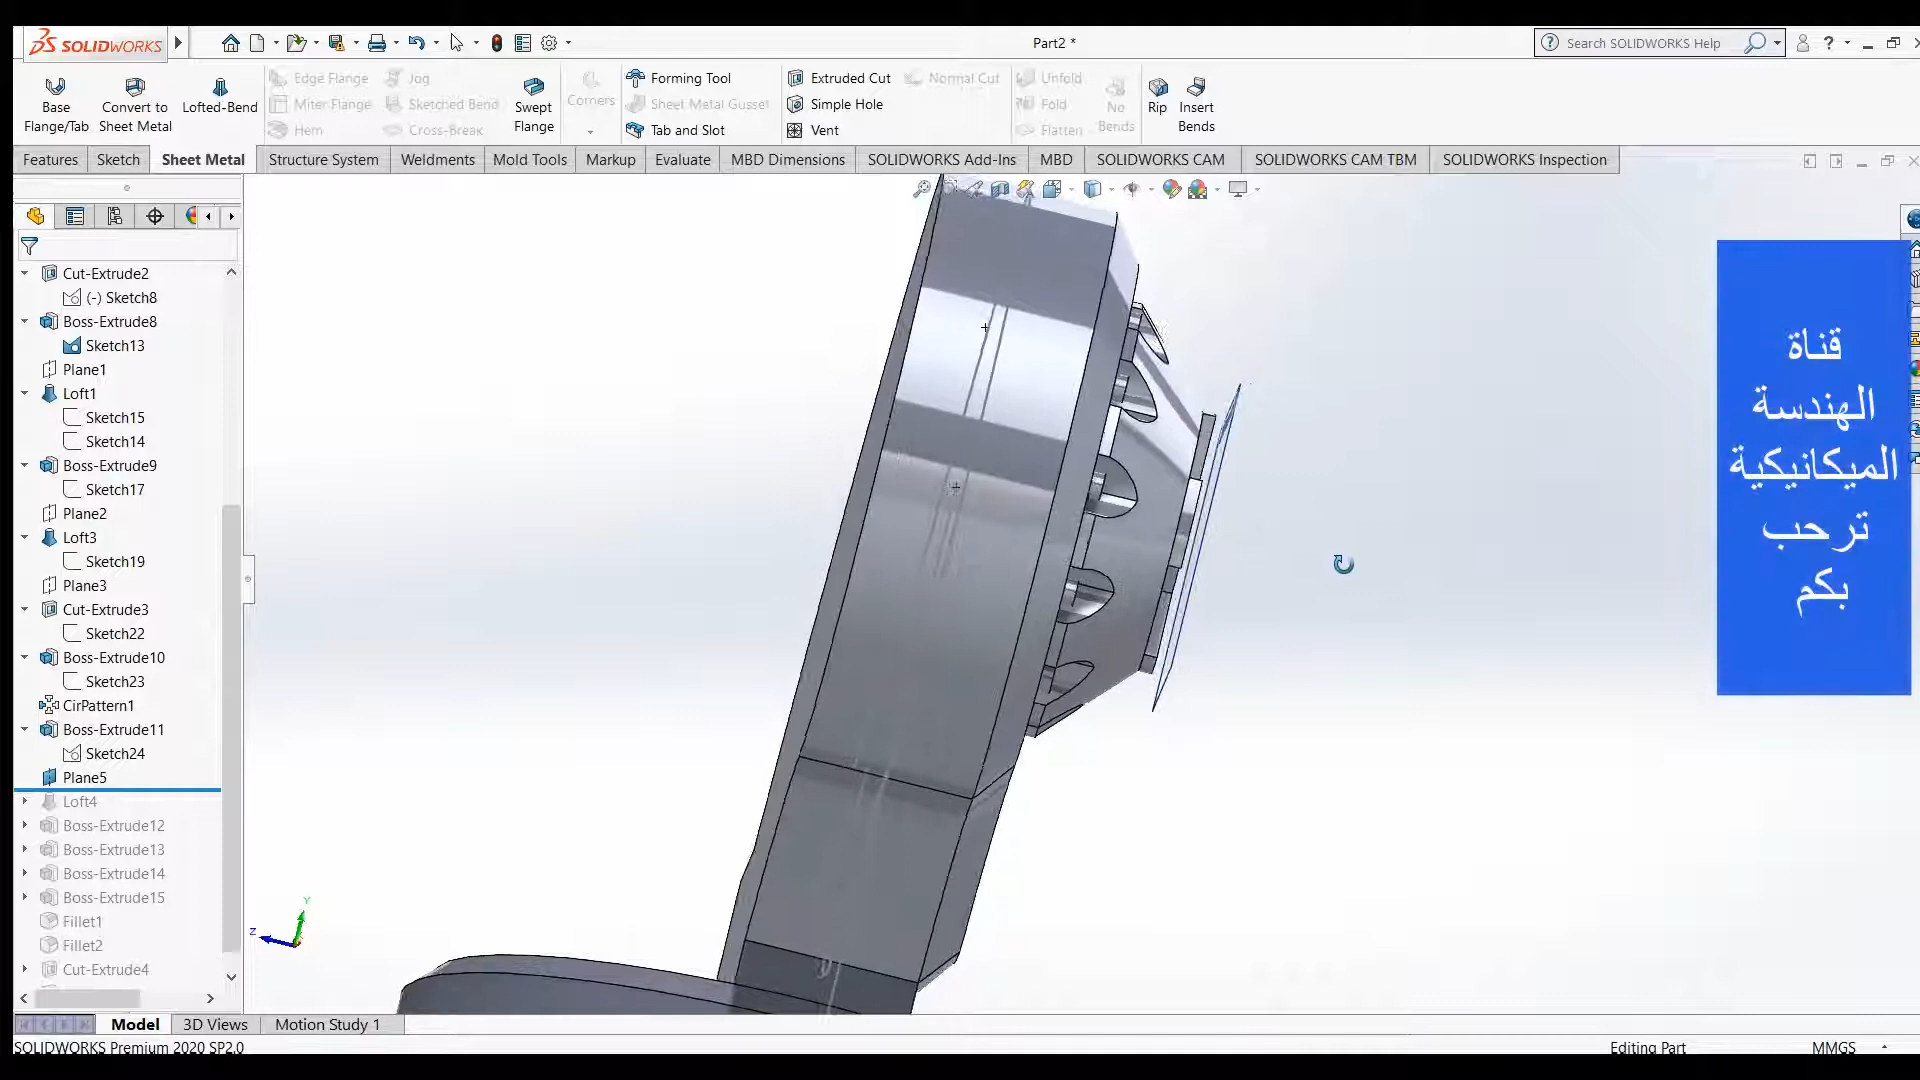 SOLIDWORKS
Part2 *
Search SOLIDWORKS Help
?
Base Flange/Tab
Convert to Sheet Metal
Lofted-Bend
Edge Flange
Miter Flange
Hem
Jog
Sketched Bend
Cross-Break
Swept Flange
Corners
Forming Tool
Sheet Metal Gusset
Tab and Slot
Extruded Cut
Simple Hole
Vent
Normal Cut
Unfold
Fold
Flatten
No Bends
Rip
Insert Bends
Features
Sketch
Sheet Metal
Structure System
Weldments
Mold Tools
Markup
Evaluate
MBD Dimensions
SOLIDWORKS Add-Ins
MBD
SOLIDWORKS CAM
SOLIDWORKS CAM TBM
SOLIDWORKS Inspection
Cut-Extrude2
(-) Sketch8
Boss-Extrude8
Sketch13
Plane1
Loft1
Sketch15
Sketch14
Boss-Extrude9
Sketch17
Plane2
Loft3
Sketch19
Plane3
Cut-Extrude3
Sketch22
Boss-Extrude10
Sketch23
CirPattern1
Boss-Extrude11
Sketch24
Plane5
Loft4
Boss-Extrude12
Boss-Extrude13
Boss-Extrude14
Boss-Extrude15
Fillet1
Fillet2
Cut-Extrude4
قناة
الهندسة
الميكانيكية
ترحب
بكم
Y
Z
Model
3D Views
Motion Study 1
SOLIDWORKS Premium 2020 SP2.0
Editing Part
MMGS